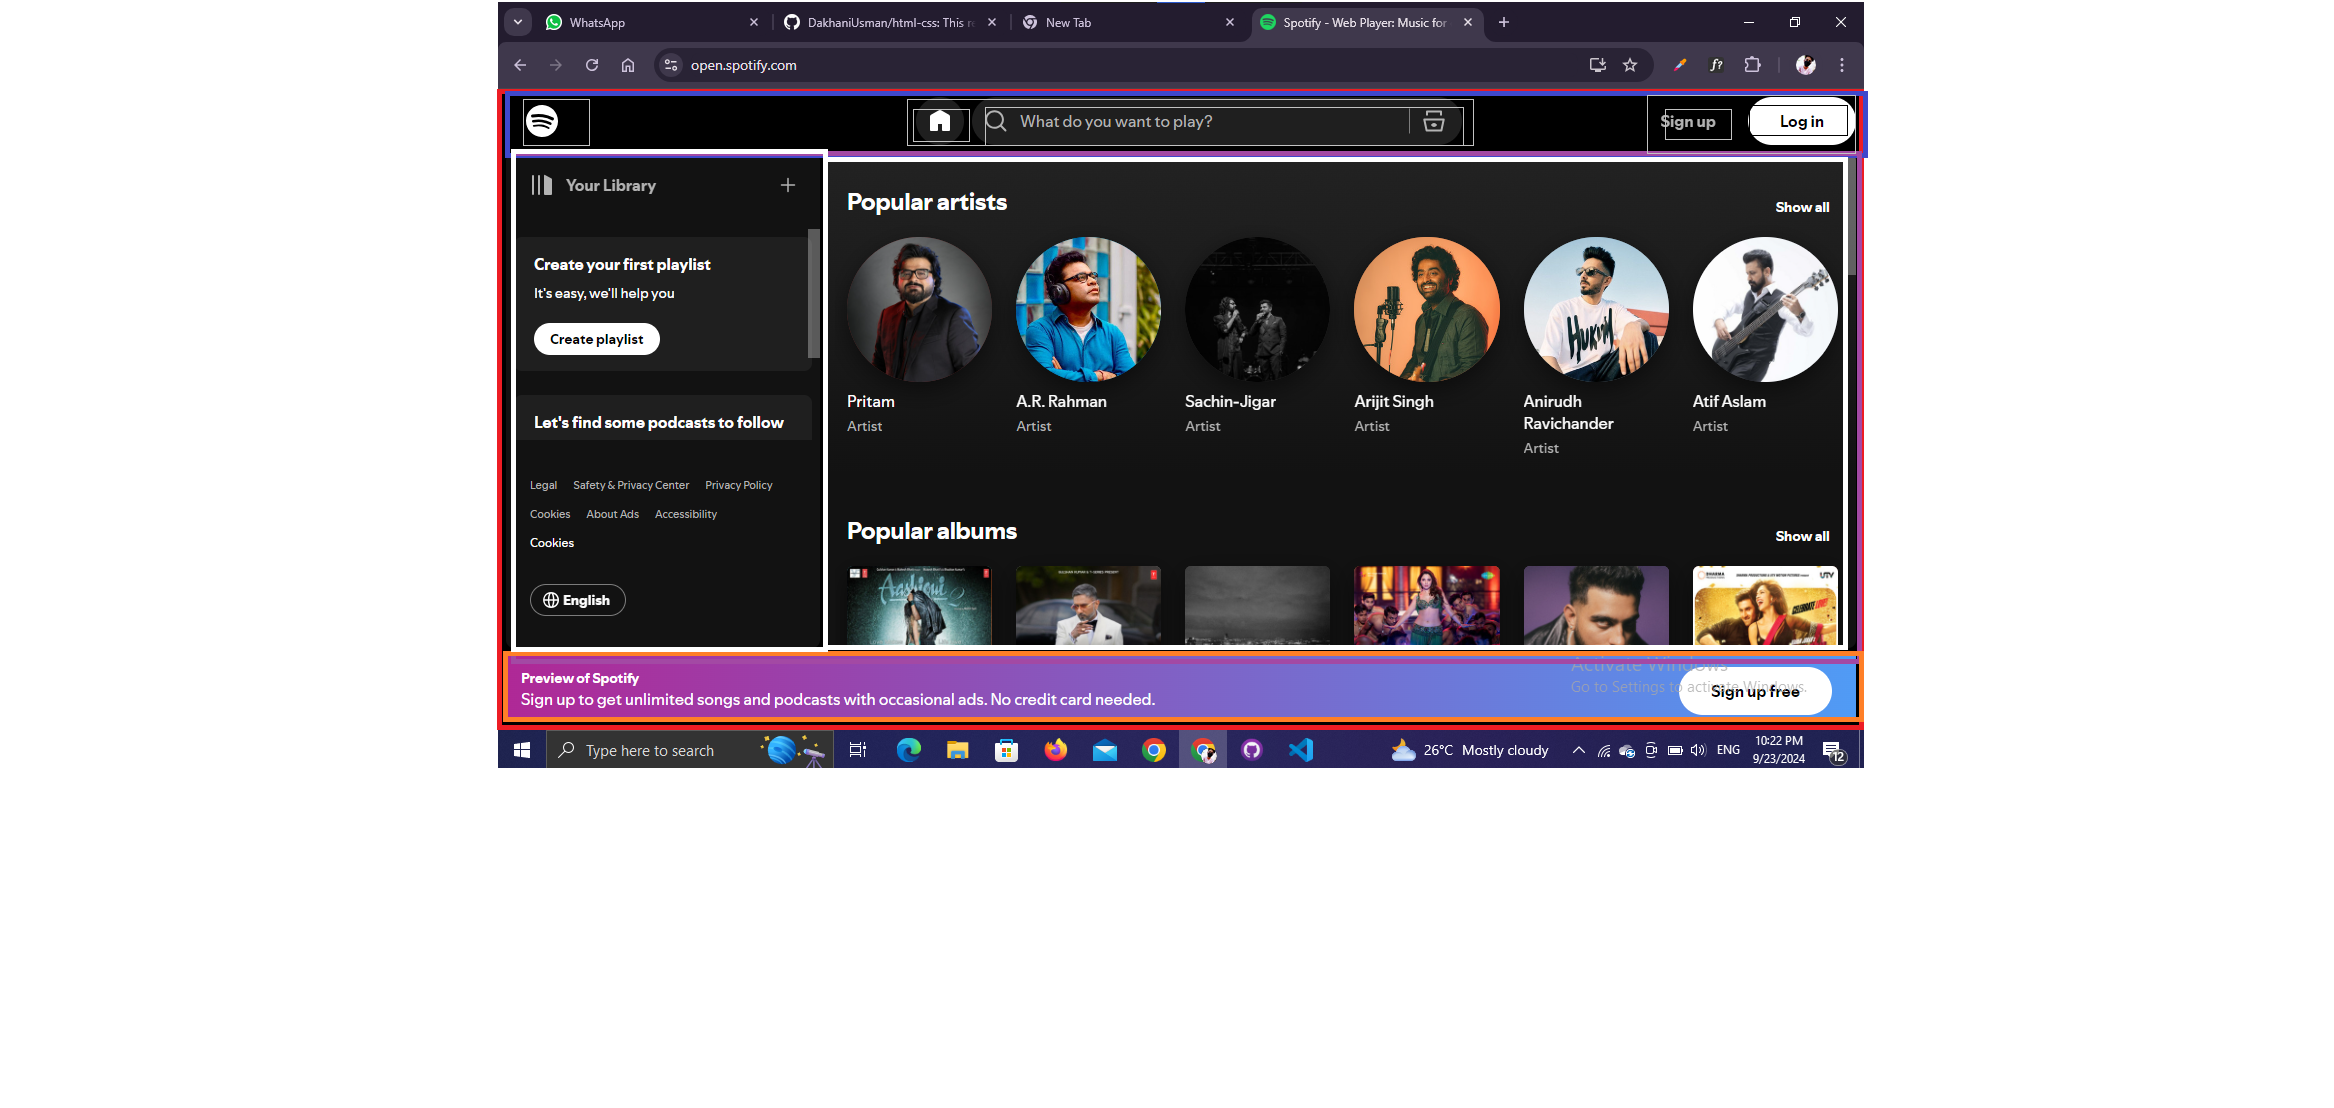 WhatsApp
DakhaniUsman/html-css: This re
New Tab
Spotify - Web Player: Music for
open.spotify.com
f?
What do you want to play?
Sign up
Log in
Your Library
Create your first playlist
It's easy, we'll help you
Create playlist
Let's find some podcasts to follow
Legal Safety & Privacy Center Privacy Policy
Cookies About Ads Accessibility
Cookies
English
Popular artists
Show all
Pritam
Artist
A.R. Rahman
Artist
Sachin-Jigar
Artist
Arijit Singh
Artist
Anirudh
Ravichander
Artist
Atif Aslam
Artist
HUKUM
Popular albums
Show all
Aashiqui
UTV
CELEBRATE LOVE!
Preview of Spotify
Sign up to get unlimited songs and podcasts with occasional ads. No credit card needed.
Activate Windows
Go to Settings to activate Windows.
Sign up free
Type here to search
26°C Mostly cloudy
ENG
10:22 PM
9/23/2024
12